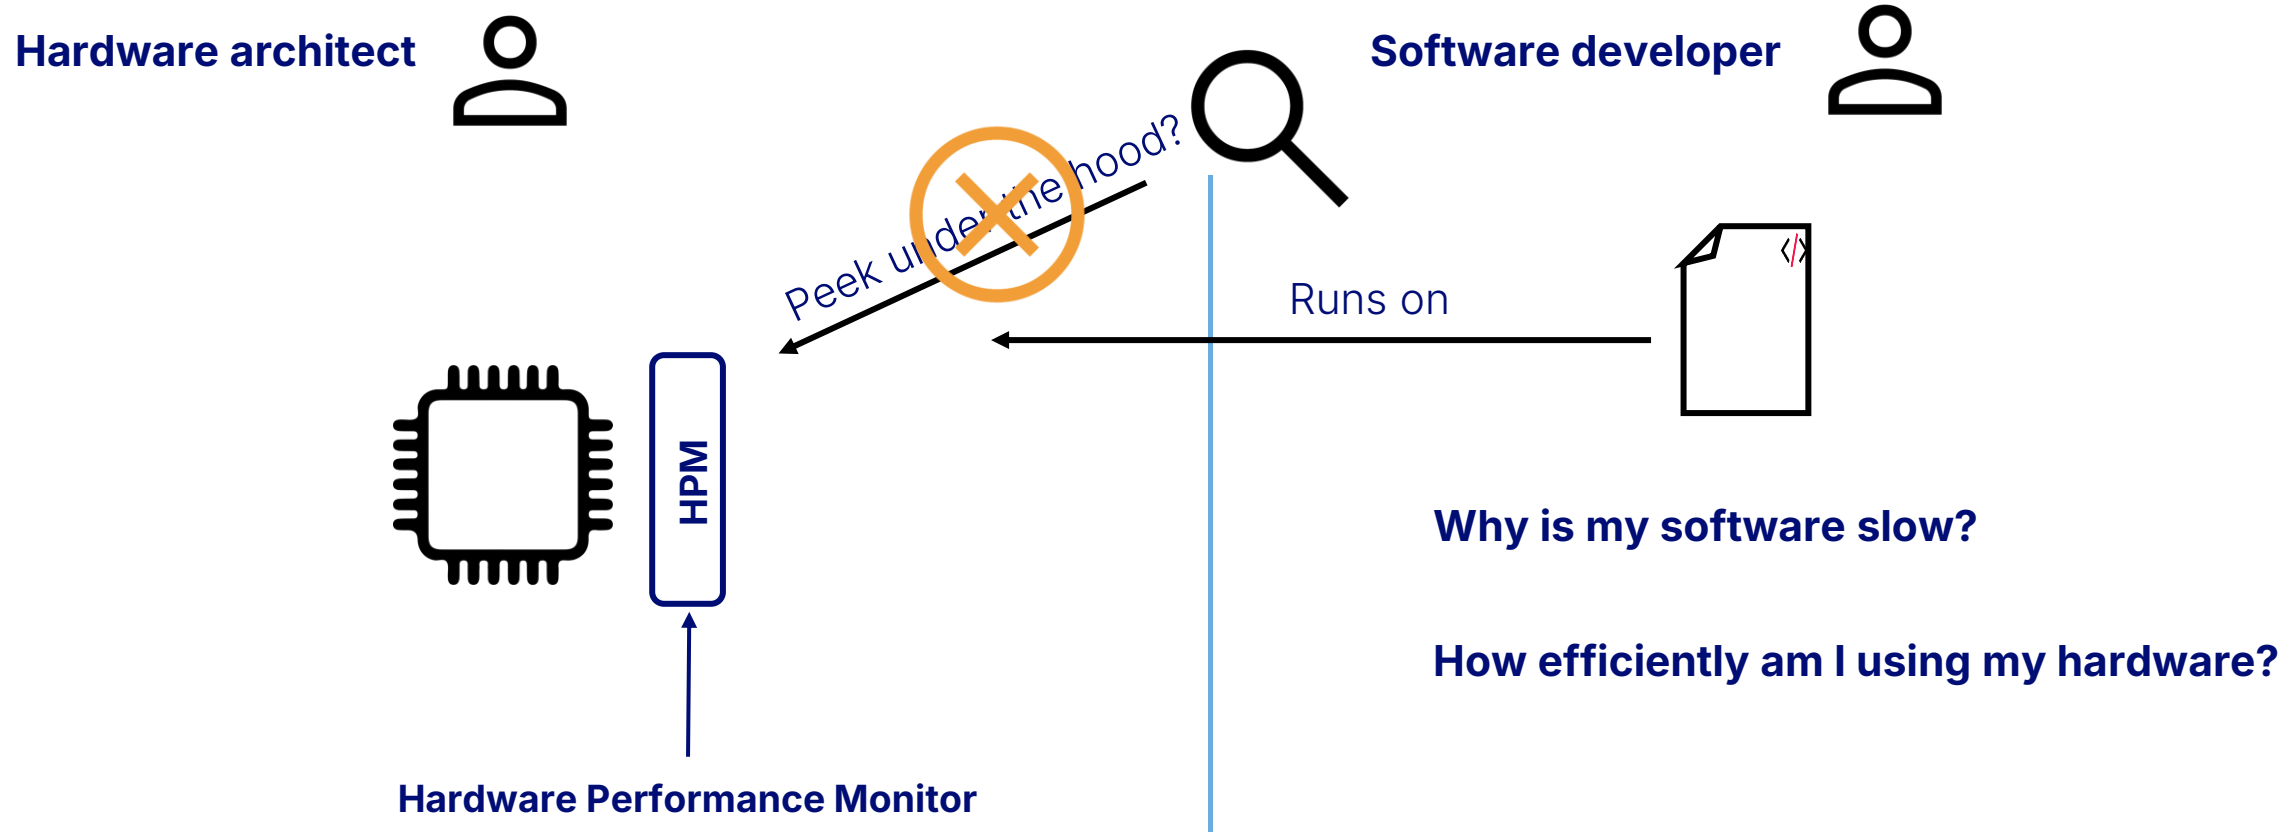 Hardware architect
Software developer
Peek under the hood?
Runs on
</>
HPM
Why is my software slow?
How efficiently am I using my hardware?
Hardware Performance Monitor